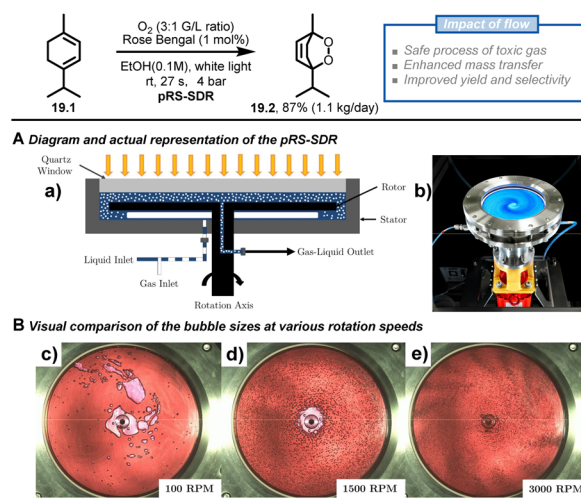 O₂ (3:1 G/L ratio)
Rose Bengal (1 mol%)
EtOH(0.1M), white light
rt, 27 s, 4 bar
pRS-SDR
O
O
19.1
19.2, 87% (1.1 kg/day)
Impact of flow
Safe process of toxic gas
Enhanced mass transfer
Improved yield and selectivity
A Diagram and actual representation of the pRS-SDR
Quartz
Window
a)
b)
Rotor
Stator
Liquid Inlet
Gas Inlet
Gas-Liquid Outlet
Rotation Axis
B Visual comparison of the bubble sizes at various rotation speeds
c)
d)
e)
100 RPM
1500 RPM
3000 RPM